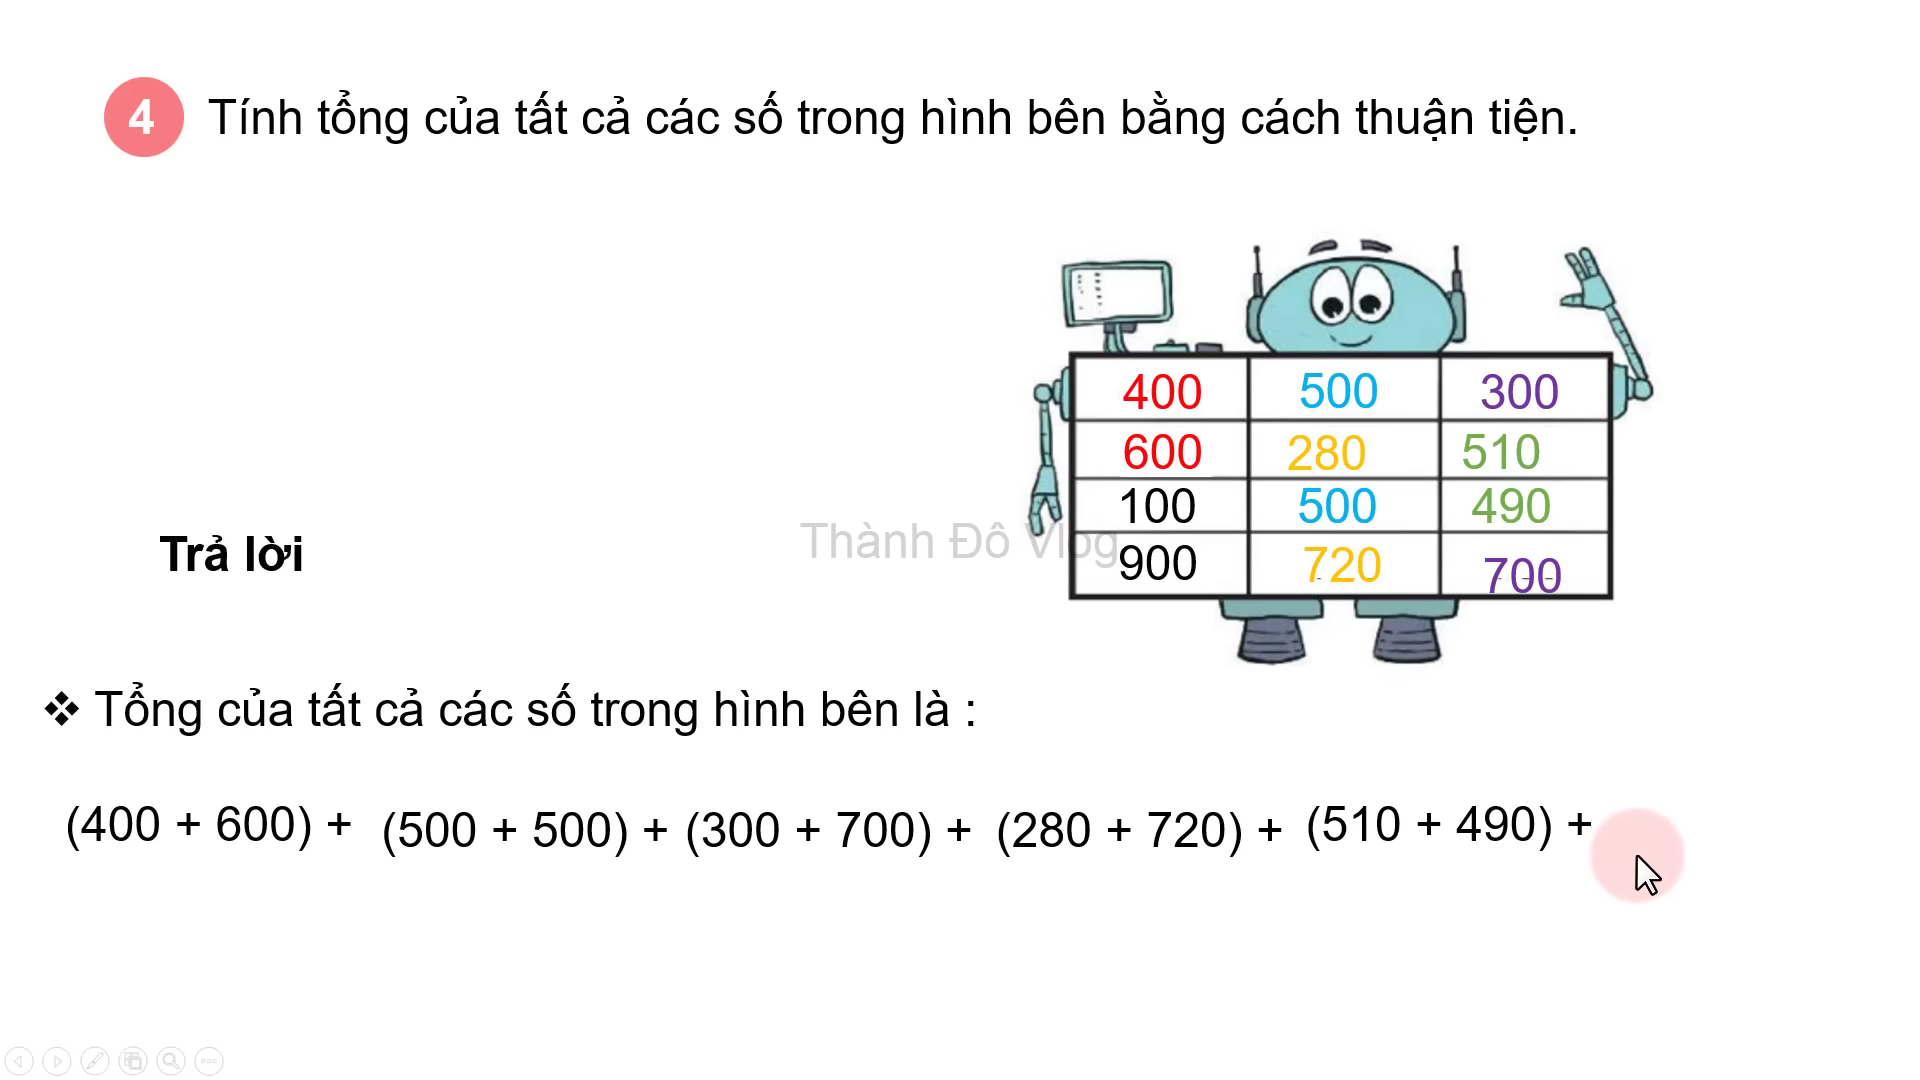 4 Tính tổng của tất cả các số trong hình bên bằng cách thuận tiện.
400 500 300
600 280 510
100 500 490
900 720 700
Thành Đô Vlog
Trả lời
❖ Tổng của tất cả các số trong hình bên là :
(400 + 600) + (500 + 500) + (300 + 700) + (280 + 720) + (510 + 490) +